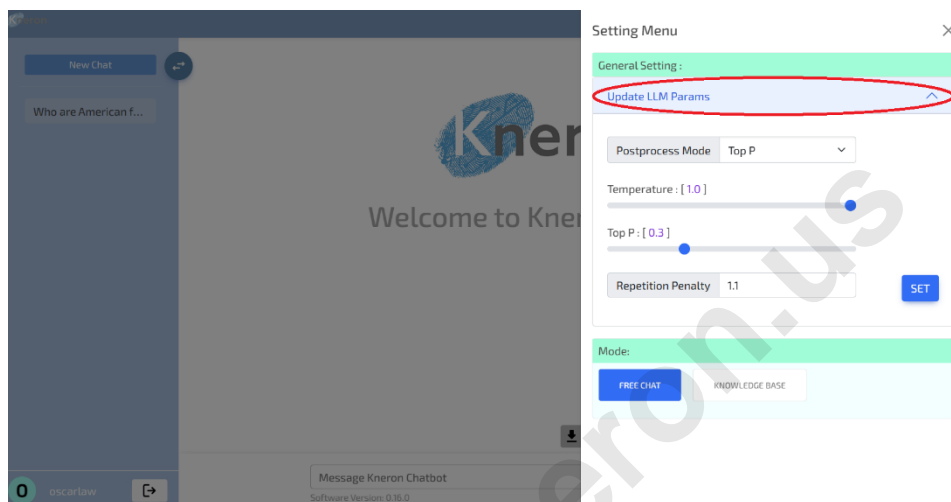 Kneron
New Chat
Who are American f...
Kner
Welcome to Kner
Message Kneron Chatbot
Software Version: 0.16.0
O
oscarlaw
Setting Menu
General Setting :
Update LLM Params
Postprocess Mode Top P
Temperature : [ 1.0 ]
Top P : [ 0.3 ]
Repetition Penalty 1.1
SET
Mode:
FREE CHAT KNOWLEDGE BASE
eron.us